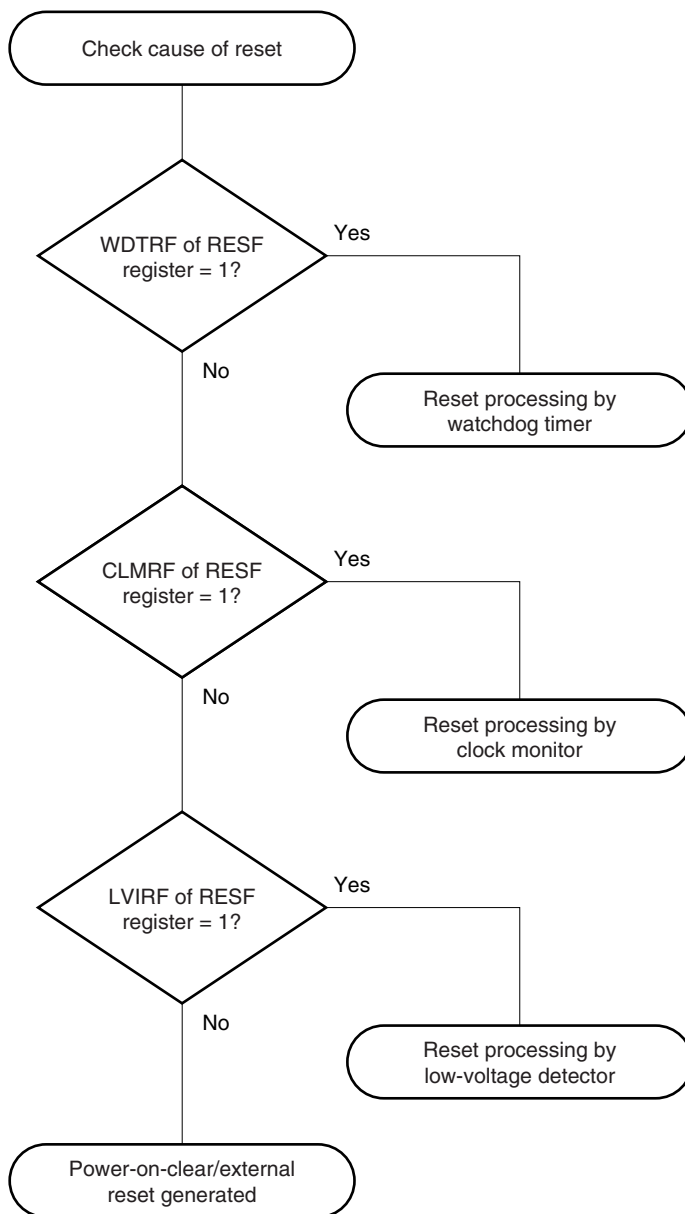 Check cause of reset
WDTRF of RESF
register = 1?
Yes
No
Reset processing by
watchdog timer
CLMRF of RESF
register = 1?
Yes
No
Reset processing by
clock monitor
LVIRF of RESF
register = 1?
Yes
No
Reset processing by
low-voltage detector
Power-on-clear/external
reset generated